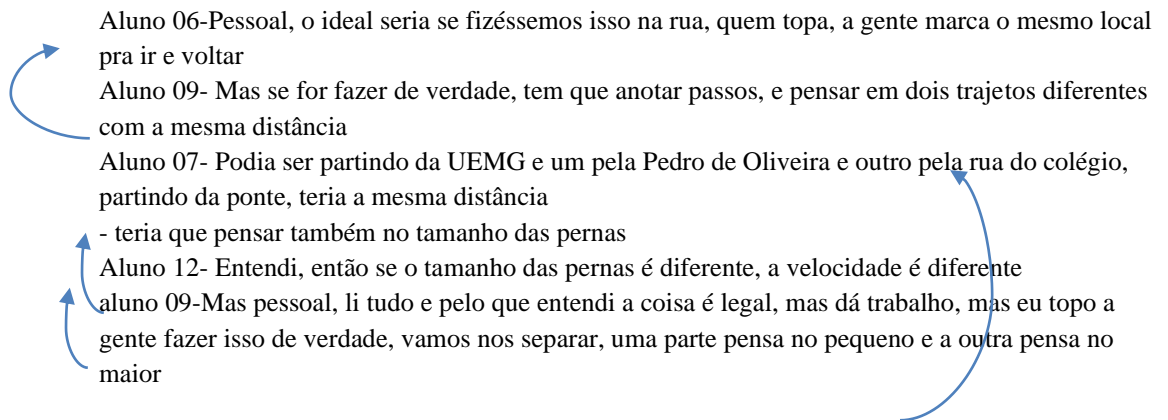 Aluno 06-Pessoal, o ideal seria se fizéssemos isso na rua, quem topa, a gente marca o mesmo local
pra ir e voltar
Aluno 09- Mas se for fazer de verdade, tem que anotar passos, e pensar em dois trajetos diferentes
com a mesma distância
Aluno 07- Podia ser partindo da UEMG e um pela Pedro de Oliveira e outro pela rua do colégio,
partindo da ponte, teria a mesma distância
- teria que pensar também no tamanho das pernas
Aluno 12- Entendi, então se o tamanho das pernas é diferente, a velocidade é diferente
aluno 09-Mas pessoal, li tudo e pelo que entendi a coisa é legal, mas dá trabalho, mas eu topo a
gente fazer isso de verdade, vamos nos separar, uma parte pensa no pequeno e a outra pensa no
maior